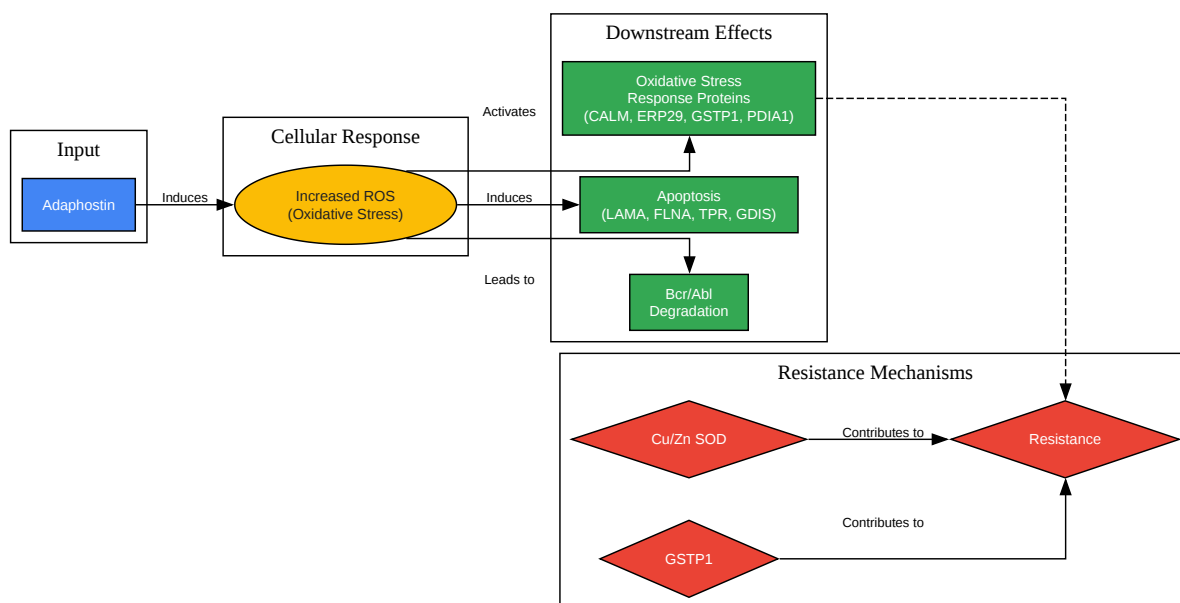 Input
Adaphostin
Induces
Cellular Response
Increased ROS
(Oxidative Stress)
Activates
Induces
Leads to
Downstream Effects
Oxidative Stress
Response Proteins
(CALM, ERP29, GSTP1, PDIA1)
Apoptosis
(LAMA, FLNA, TPR, GDIS)
Bcr/Abl
Degradation
Resistance Mechanisms
Cu/Zn SOD
Contributes to
Resistance
GSTP1
Contributes to